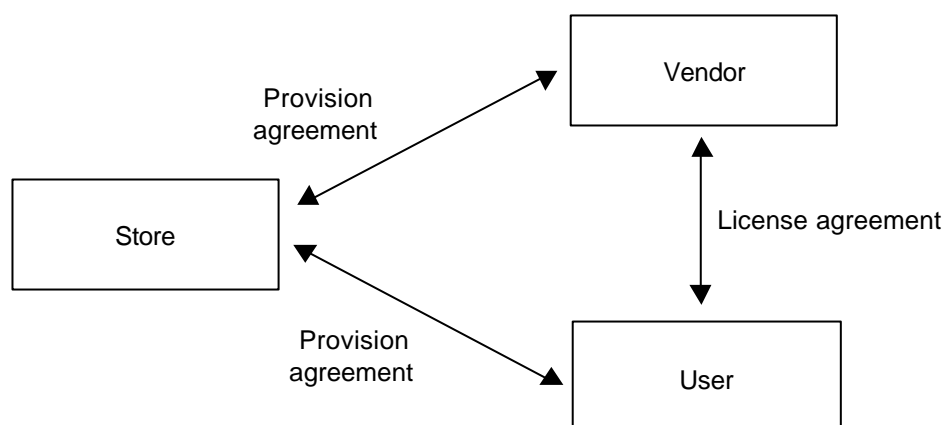 Vendor
Provision
agreement
Store
License agreement
Provision
agreement
User